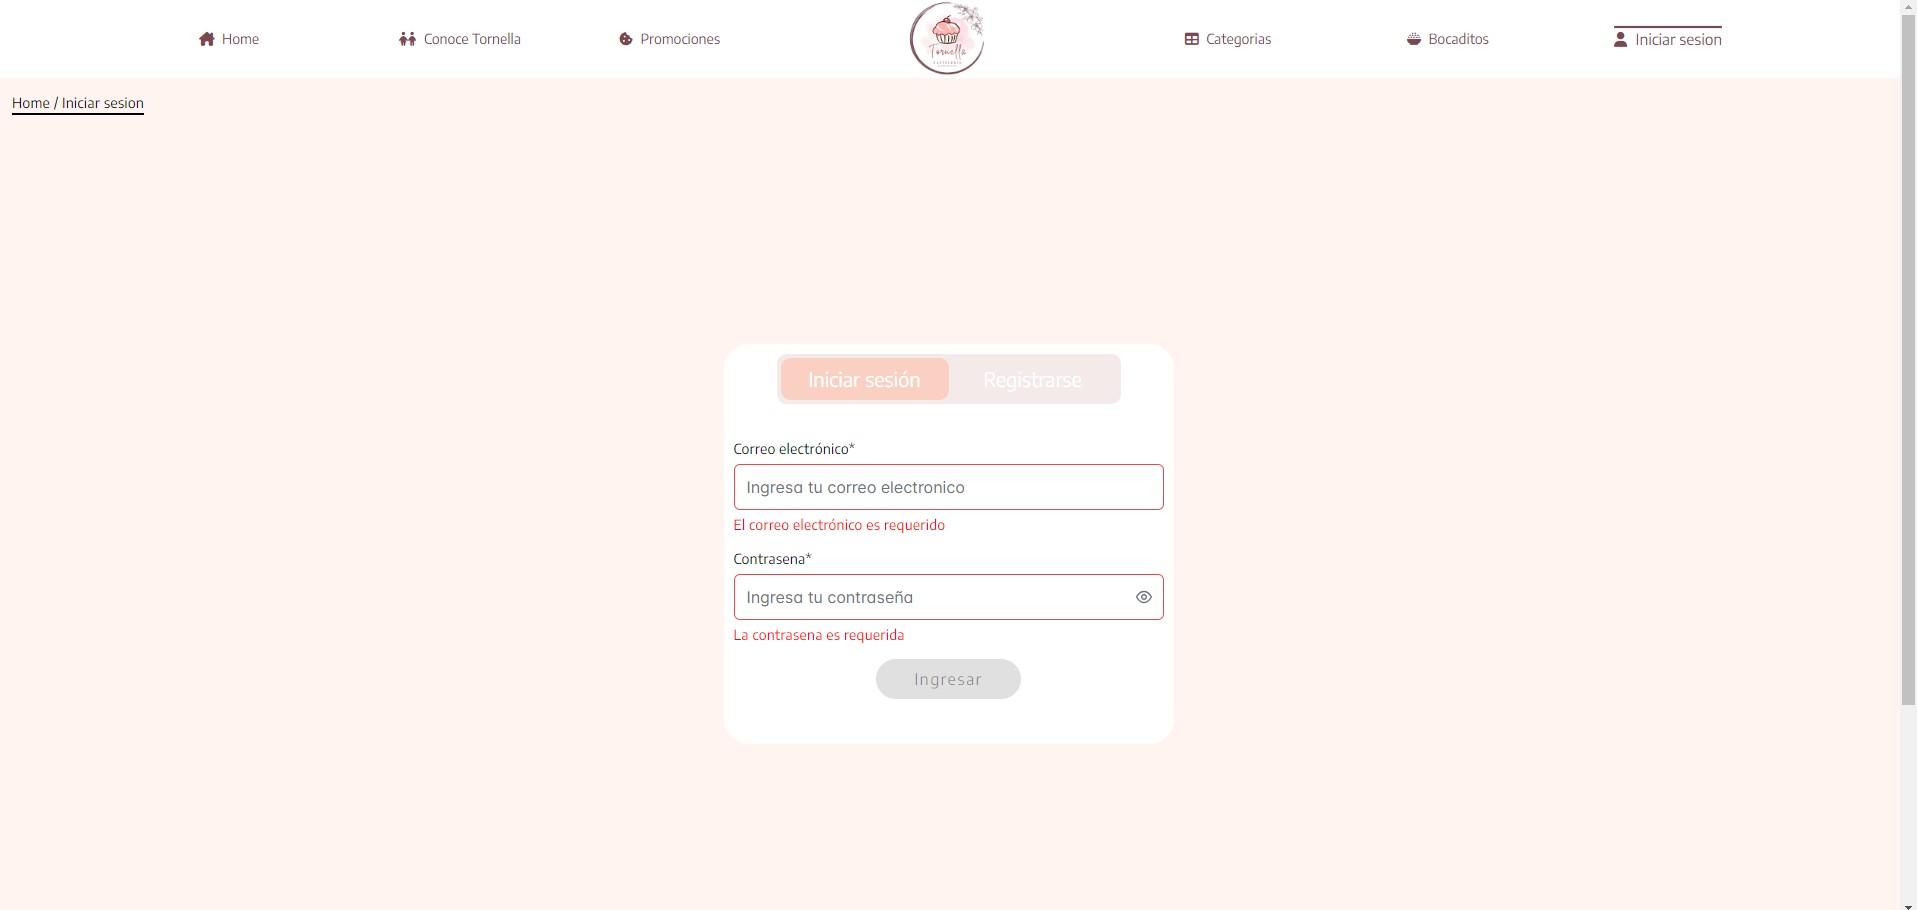 Home
Conoce Tornella
Promociones
Tornella
PASTELERIA
Categorias
Bocaditos
Iniciar sesion
Home / Iniciar sesion
Iniciar sesión
Registrarse
Correo electrónico*
Ingresa tu correo electronico
El correo electrónico es requerido
Contrasena*
Ingresa tu contraseña
La contrasena es requerida
Ingresar